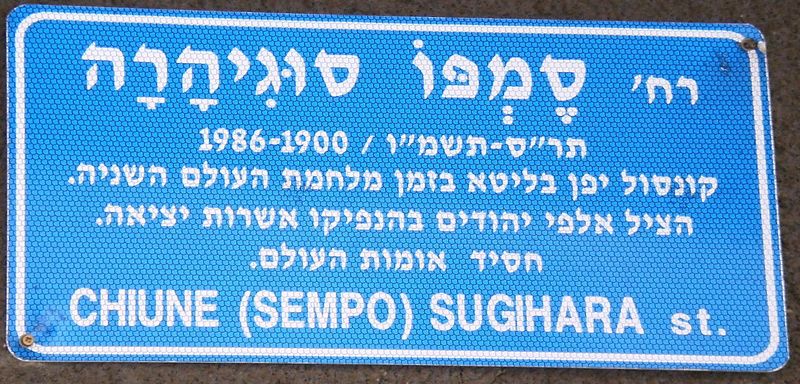 רח' סֶמְפּוֹ סוּגִיהָרָה
תר"ס-תשמ"ו / 1986-1900
קונסול יפן בליטא בזמן מלחמת העולם השניה.
הציל אלפי יהודים בהנפיקו אשרות יציאה.
חסיד אומות העולם.
CHIUNE (SEMPO) SUGIHARA st.